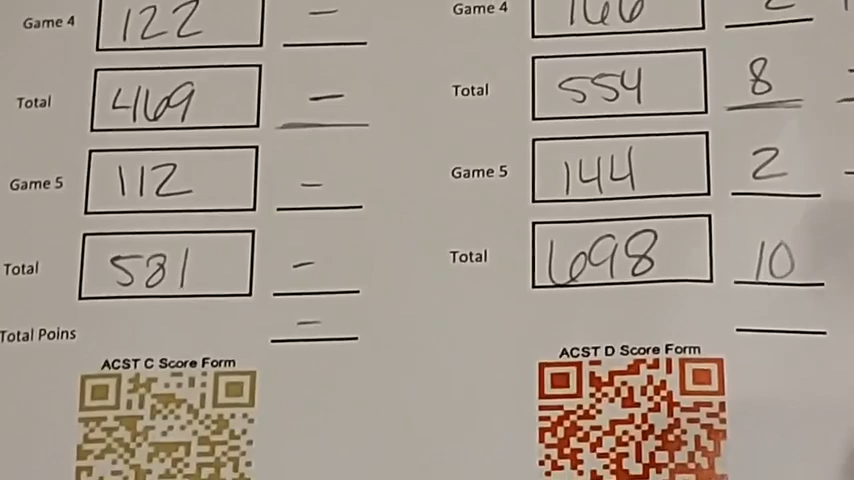 Game 4 122 –
Total 469 –
Game 5 112 –
Total 581 –
Total Poins –
ACST C Score Form
Game 4 166 2
Total 554 8
Game 5 144 2
Total 698 10
ACST D Score Form